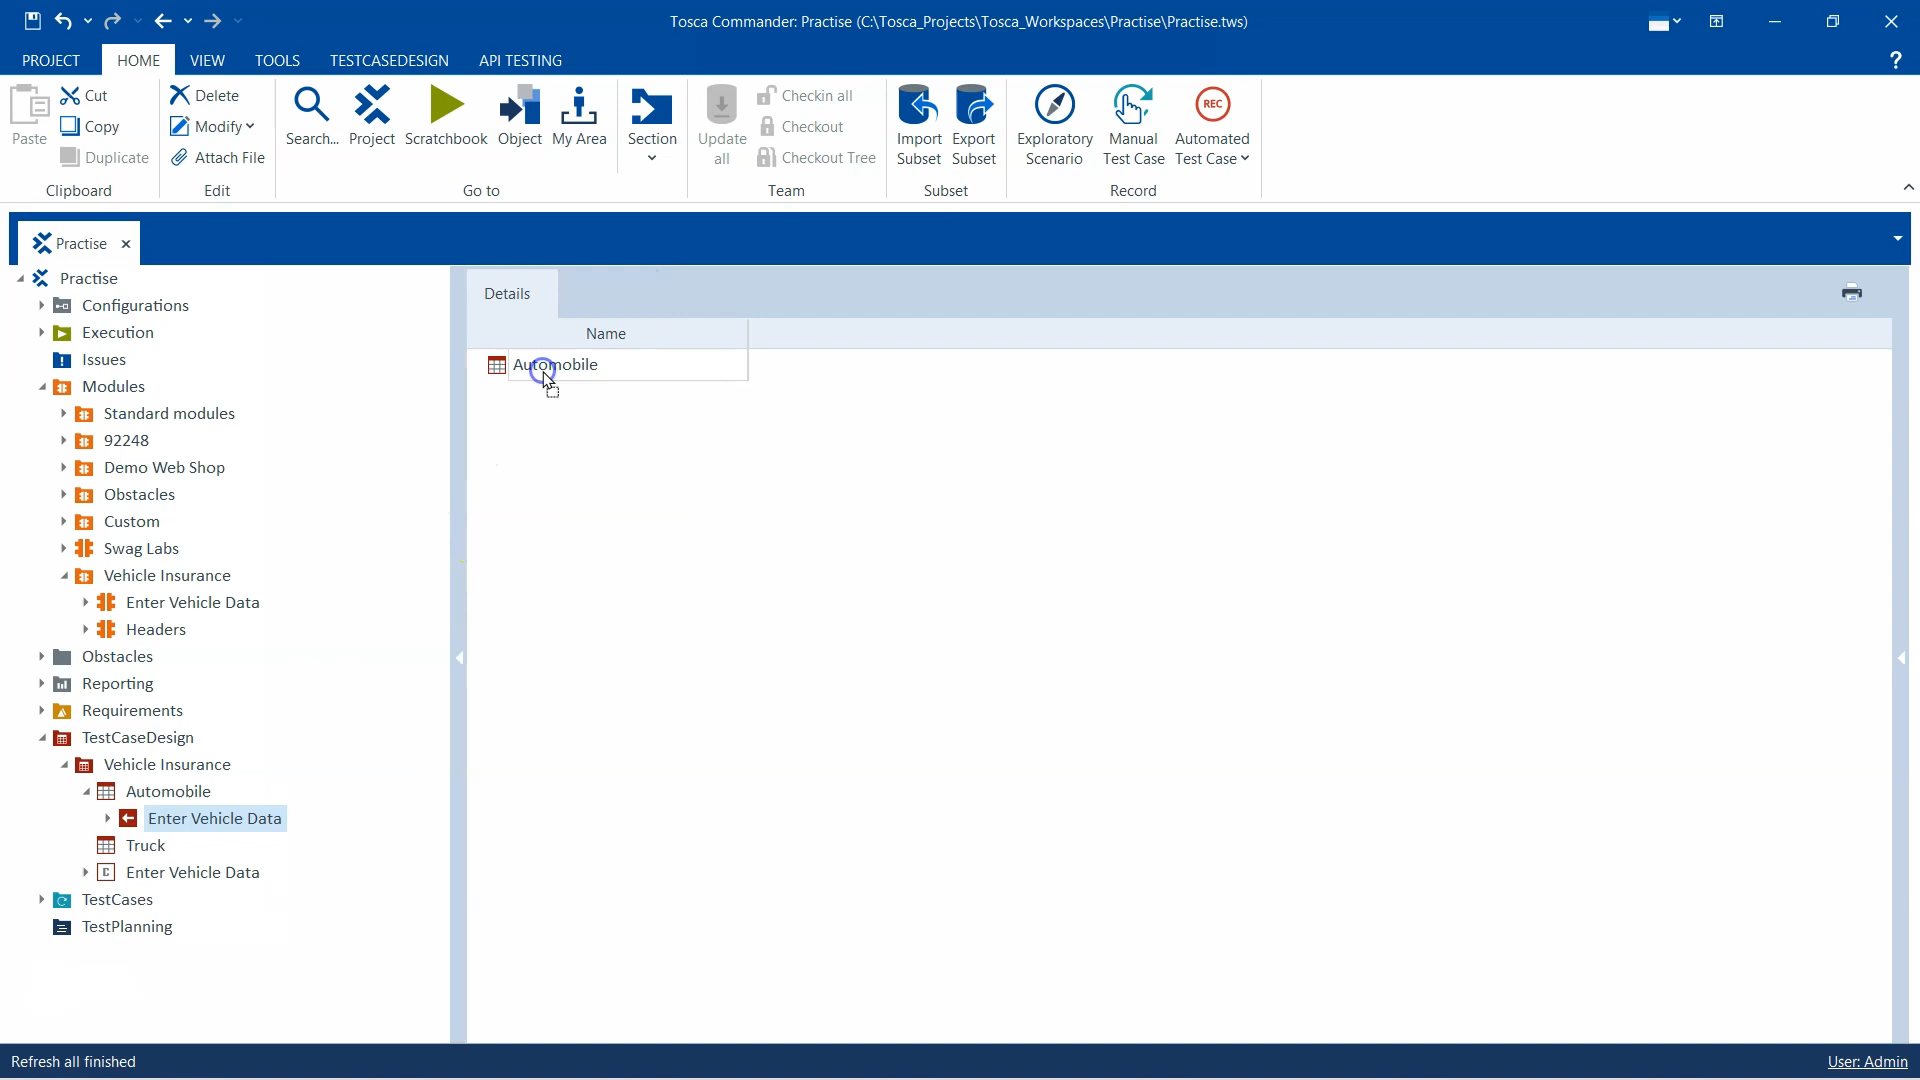 Tosca Commander: Practise (C:\Tosca_Projects\Tosca_Workspaces\Practise\Practise.tws)
PROJECT HOME VIEW TOOLS TESTCASEDESIGN API TESTING ?
Paste
Cut
Copy
Duplicate
Clipboard
Delete
Modify
Attach File
Edit
Search... Project Scratchbook Object My Area
Go to
Section
Update all
Checkin all
Checkout
Checkout Tree
Team
Import Subset
Export Subset
Subset
Exploratory Scenario
Manual Test Case
REC
Automated Test Case
Record
Practise
Practise
Configurations
Execution
Issues
Modules
Standard modules
92248
Demo Web Shop
Obstacles
Custom
Swag Labs
Vehicle Insurance
Enter Vehicle Data
Headers
Obstacles
Reporting
Requirements
TestCaseDesign
Vehicle Insurance
Automobile
Enter Vehicle Data
Truck
C Enter Vehicle Data
TestCases
TestPlanning
Details
Name
Automobile
Refresh all finished
User: Admin